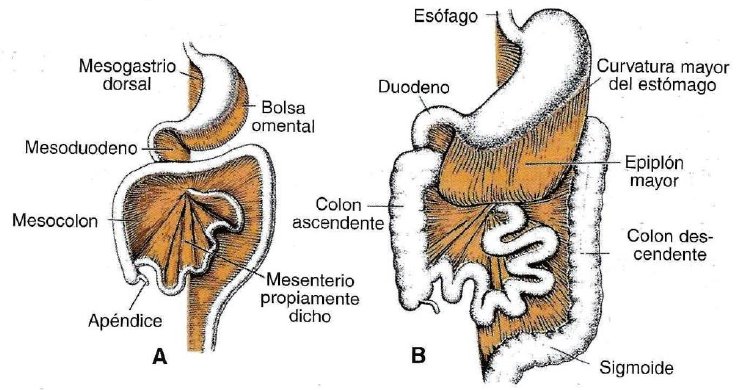 Mesogastrio
dorsal
Bolsa
omental
Mesoduodeno
Mesocolon
Mesenterio
propiamente
dicho
Apéndice
A
Esófago
Curvatura mayor
del estómago
Duodeno
Epiplón
mayor
Colon
ascendente
Colon des-
cendente
Sigmoide
B